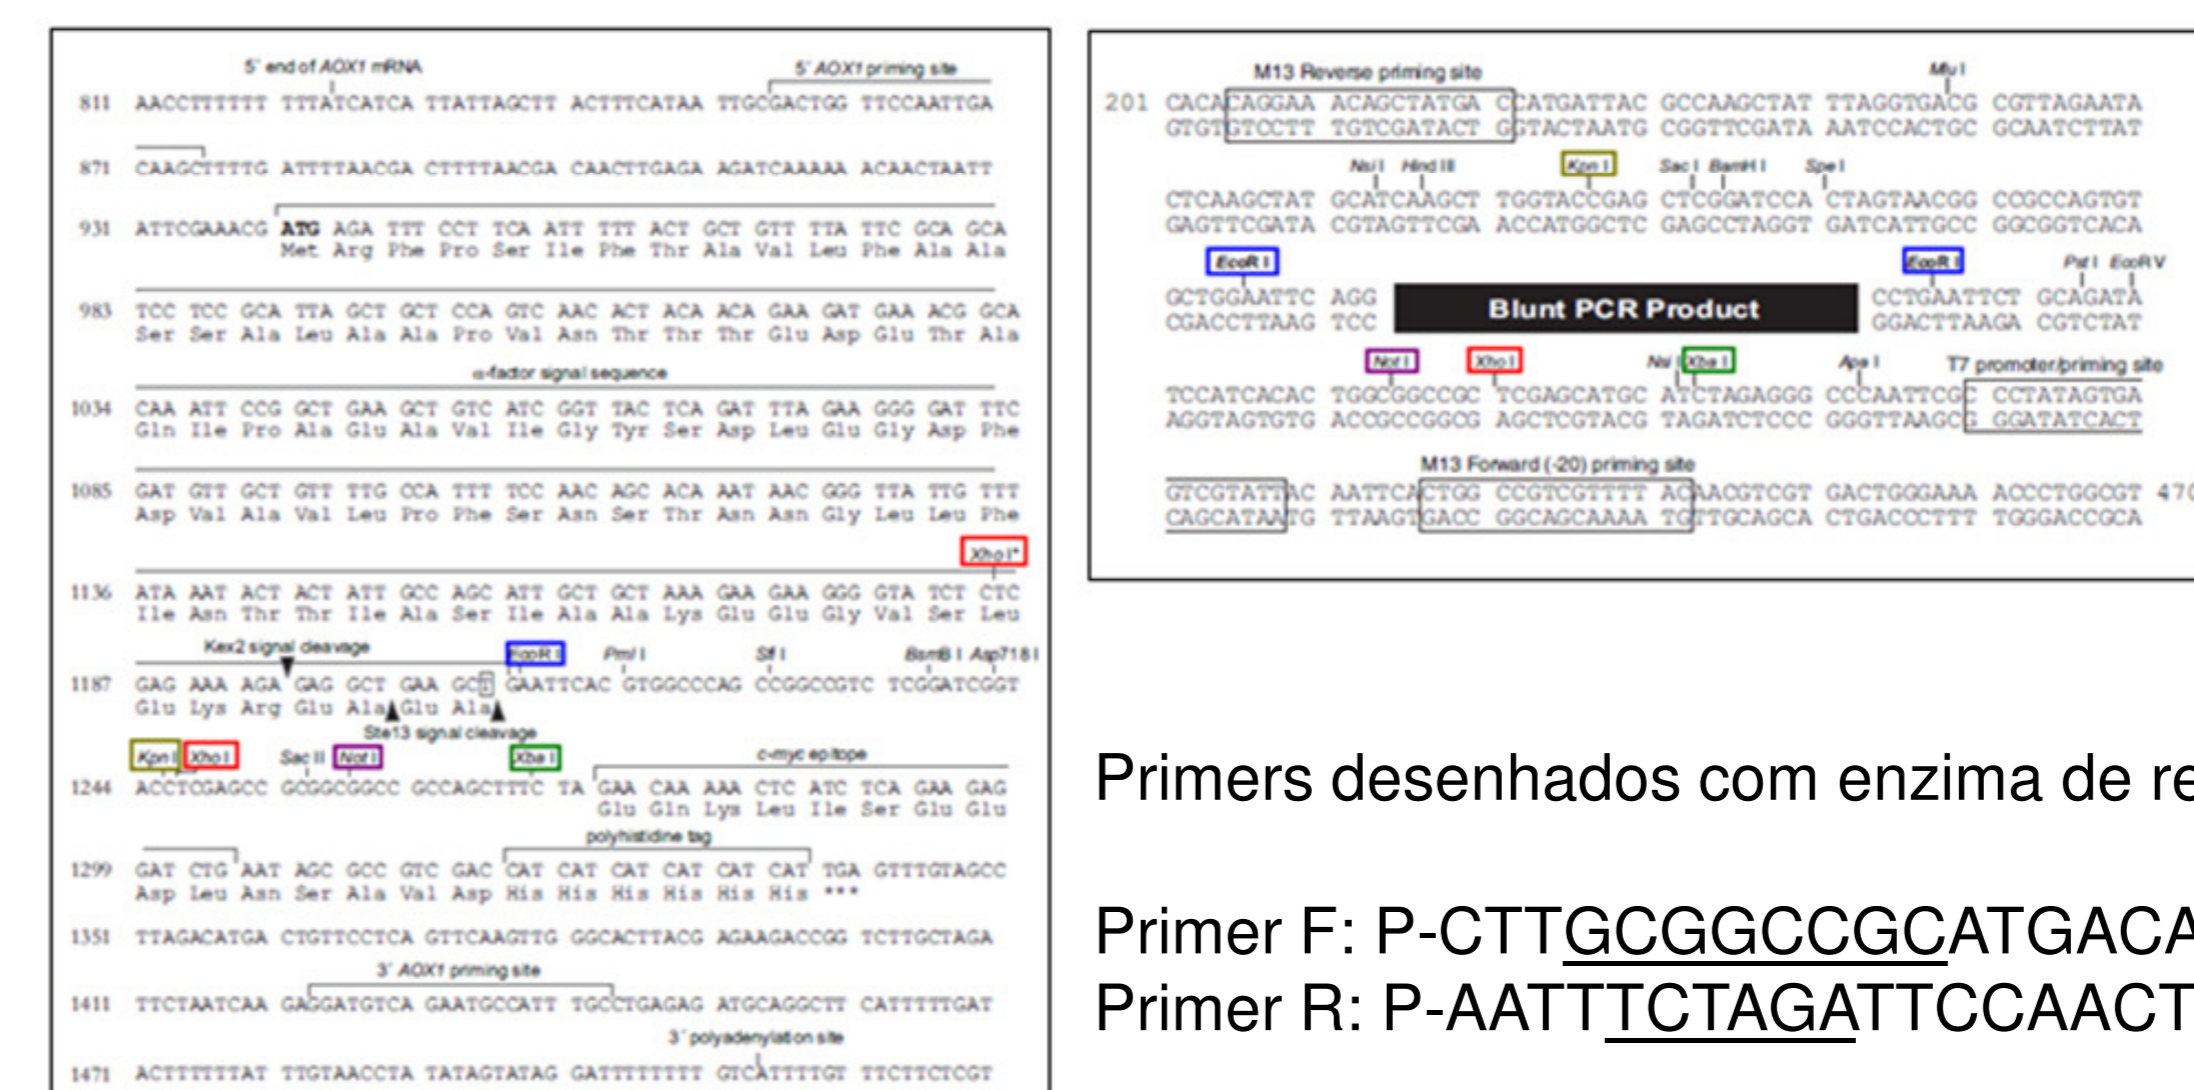 5´ end of AOX1 mRNA 5´ AOX1 priming site
811 AACCTTTTTT TTTATCATCA TTATTAGCTT ACTTTCATAA TTGCGACTGG TTCCAATTGA
871 CAAGCTTTTG ATTTTAACGA CTTTTAACGA CAACTTGAGA AGATCAAAAA ACAACTAATT
931 ATTCGAAACG ATG AGA TTT CCT TCA ATT TTT ACT GCT GTT TTA TTC GCA GCA
Met Arg Phe Pro Ser Ile Phe Thr Ala Val Leu Phe Ala Ala
983 TCC TCC GCA TTA GCT GCT CCA GTC AAC ACT ACA ACA GAA GAT GAA ACG GCA
Ser Ser Ala Leu Ala Ala Pro Val Asn Thr Thr Thr Glu Asp Glu Thr Ala
α-factor signal sequence
1034 CAA ATT CCG GCT GAA GCT GTC ATC GGT TAC TCA GAT TTA GAA GGG GAT TTC
Gln Ile Pro Ala Glu Ala Val Ile Gly Tyr Ser Asp Leu Glu Gly Asp Phe
1085 GAT GTT GCT GTT TTG CCA TTT TCC AAC AGC ACA AAT AAC GGG TTA TTG TTT
Asp Val Ala Val Leu Pro Phe Ser Asn Ser Thr Asn Asn Gly Leu Leu Phe
Xho I*
1136 ATA AAT ACT ACT ATT GCC AGC ATT GCT GCT AAA GAA GAA GGG GTA TCT CTC
Ile Asn Thr Thr Ile Ala Ser Ile Ala Ala Lys Glu Glu Gly Val Ser Leu
Kex2 signal cleavage EcoR I Pml I Sfi I BsmB I Asp718 I
1187 GAG AAA AGA GAG GCT GAA GCT GAATTCAC GTGGCCCAG CCGGCCGTC TCGGATCGGT
Glu Lys Arg Glu Ala Glu Ala
Ste13 signal cleavage
Kpn I Xho I Sac II Not I Xba I c-myc epitope
1244 ACCTCGAGCC GCGGCGGCC GCCAGCTTTC TA GAA CAA AAA CTC ATC TCA GAA GAG
Glu Gln Lys Leu Ile Ser Glu Glu
polyhistidine tag
1299 GAT CTG AAT AGC GCC GTC GAC CAT CAT CAT CAT CAT CAT TGA GTTTGTAGCC
Asp Leu Asn Ser Ala Val Asp His His His His His His ***
1351 TTAGACATGA CTGTTCCTCA GTTCAAGTTG GGCACTTACG AGAAGACCGG TCTTGCTAGA
3´ AOX1 priming site
1411 TTCTAATCAA GAGGATGTCA GAATGCCATT TGCCTGAGAG ATGCAGGCTT CATTTTTGAT
3´ polyadenylation site
1471 ACTTTTTTAT TTGTAACCTA TATAGTATAG GATTTTTTTT GTCATTTTGT TTCTTCTCGT
M13 Reverse priming site Mlu I
201 CACACAGGAA ACAGCTATGA CCATGATTAC GCCAAGCTAT TTAGGTGACG CGTTAGAATA
GTGTGTCCTT TGTCGATACT GGTACTAATG CGGTTCGATA AATCCACTGC GCAATCTTAT
Nsi I Hind III Kpn I Sac I BamH I Spe I
CTCAAGCTAT GCATCAAGCT TGGTACCGAG CTCGGATCCA CTAGTAACGG CCGCCAGTGT
GAGTTCGATA CGTAGTTCGA ACCATGGCTC GAGCCTAGGT GATCATTGCC GGCGGTCACA
EcoR I EcoR I Pst I EcoR V
GCTGGAATTC AGG Blunt PCR Product CCTGAATTCT GCAGATA
CGACCTTAAG TCC GGACTTAAGA CGTCTAT
Not I Xho I Nsi I Xba I Apa I T7 promoter/priming site
TCCATCACAC TGGCGGCCGC TCGAGCATGC ATCTAGAGGG CCCAATTCGC CCTATAGTGA
AGGTAGTGTG ACCGCCGGCG AGCTCGTACG TAGATCTCCC GGGTTAAGCG GGATATCACT
M13 Forward (-20) priming site
GTCGTATTAC AATTCACTGG CCGTCGTTTT ACAACGTCGT GACTGGGAAA ACCCTGGCGT 470
CAGCATAATG TTAAGTGACC GGCAGCAAAA TGTTGCAGCA CTGACCCTTT TGGGACCGCA
Primers desenhados com enzima de re
Primer F: P-CTTGCGGCCGCATGACA
Primer R: P-AATTTCTAGATTCCAACT